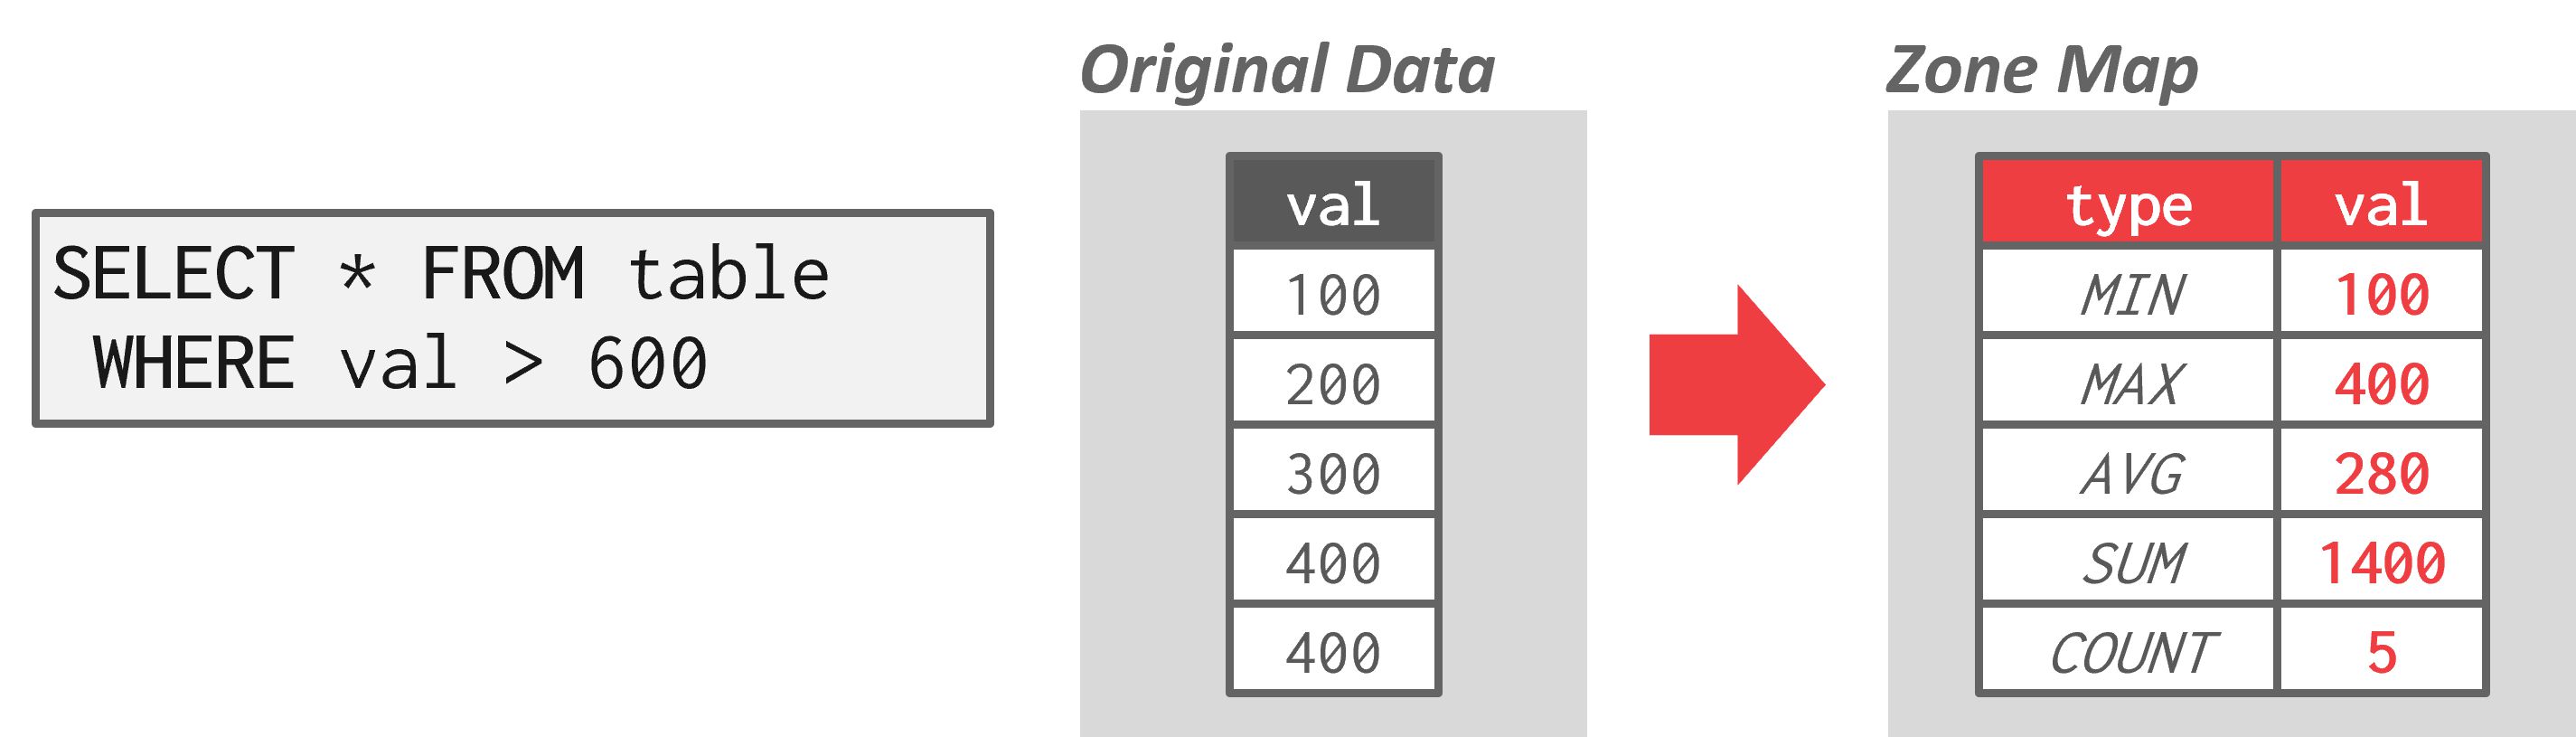 SELECT * FROM table
WHERE val > 600
Original Data
val
100
200
300
400
400
Zone Map
type val
MIN 100
MAX 400
AVG 280
SUM 1400
COUNT 5